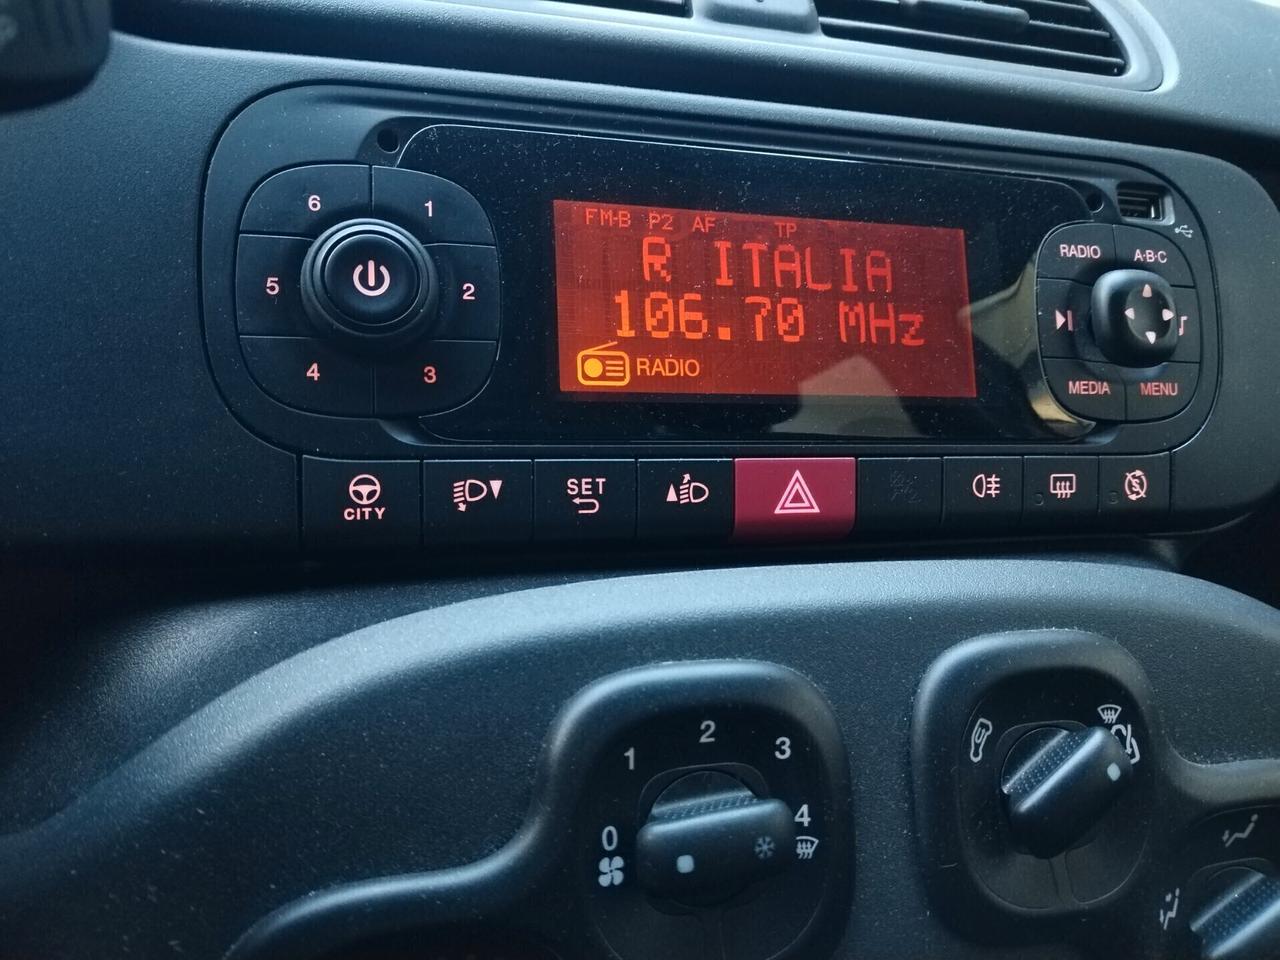 6 1
5 2
4 3
FM-B P2 AF TP
R ITALIA
106.70 MHz
RADIO
RADIO A·B·C
MEDIA MENU
CITY
SET
0 1 2 3 4